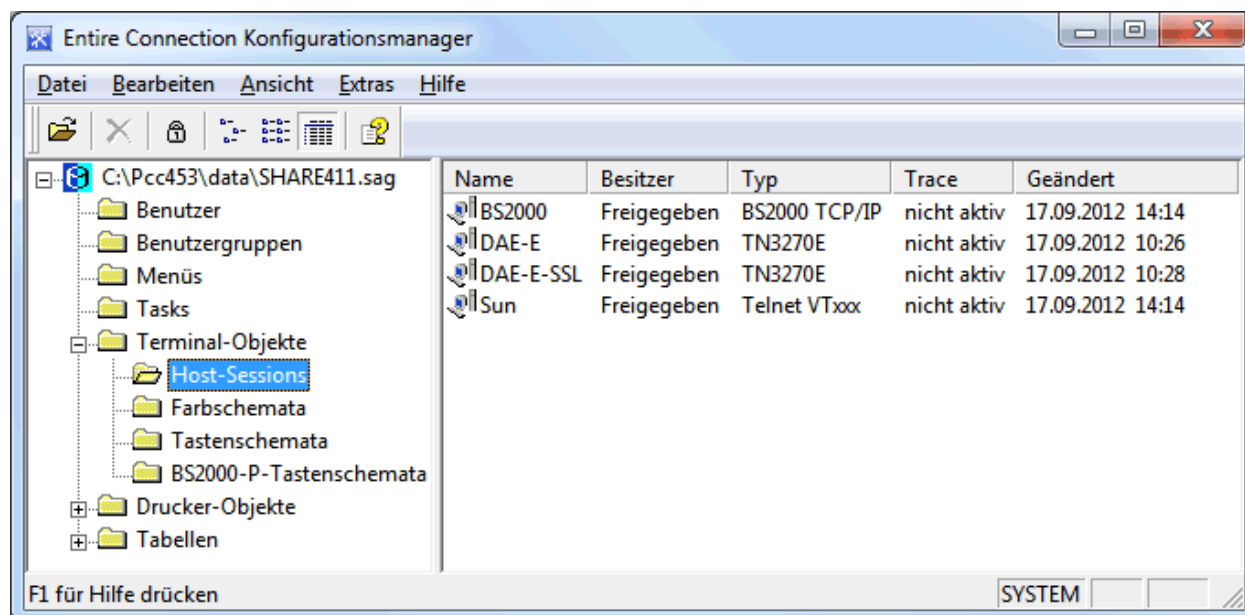 Entire Connection Konfigurationsmanager
Datei Bearbeiten Ansicht Extras Hilfe
C:\Pcc453\data\SHARE411.sag
Benutzer
Benutzergruppen
Menüs
Tasks
Terminal-Objekte
Host-Sessions
Farbschemata
Tastenschemata
BS2000-P-Tastenschemata
Drucker-Objekte
Tabellen
Name Besitzer Typ Trace Geändert
BS2000 Freigegeben BS2000 TCP/IP nicht aktiv 17.09.2012 14:14
DAE-E Freigegeben TN3270E nicht aktiv 17.09.2012 10:26
DAE-E-SSL Freigegeben TN3270E nicht aktiv 17.09.2012 10:28
Sun Freigegeben Telnet VTxxx nicht aktiv 17.09.2012 14:14
F1 für Hilfe drücken
SYSTEM